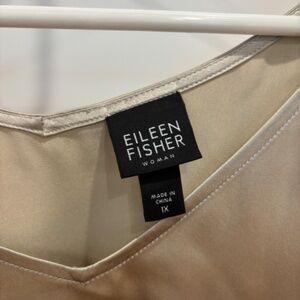 EILEEN
FISHER
WOMAN
MADE IN
CHINA
1X